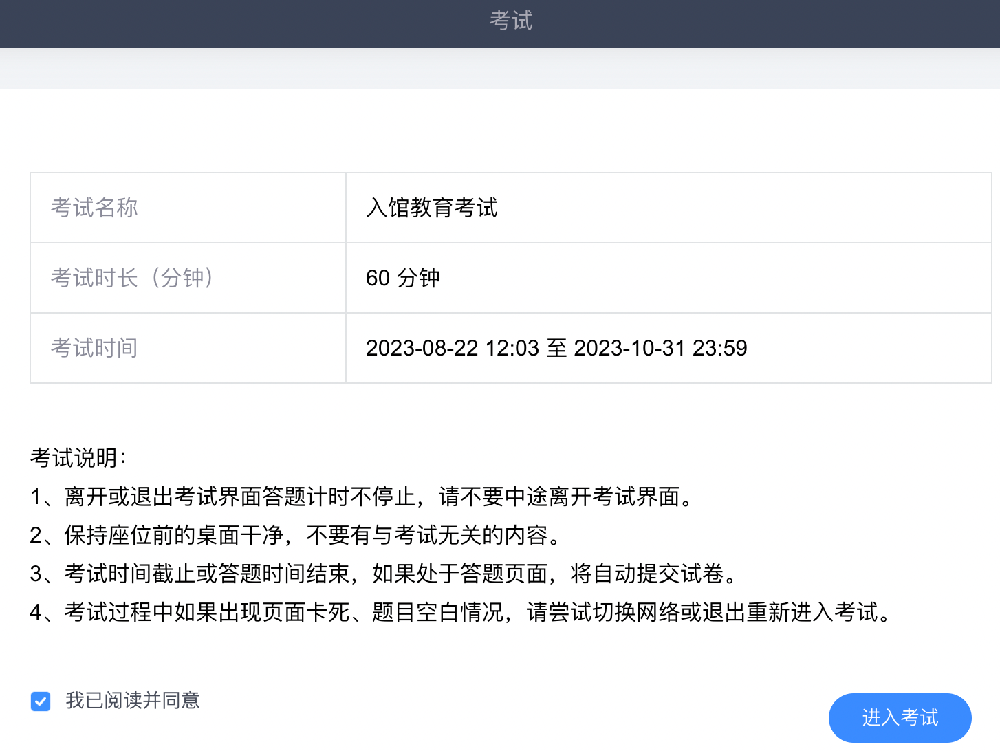 考试
考试名称
入馆教育考试
考试时长（分钟）
60 分钟
考试时间
2023-08-22 12:03 至 2023-10-31 23:59
考试说明：
1、离开或退出考试界面答题计时不停止，请不要中途离开考试界面。
2、保持座位前的桌面干净，不要有与考试无关的内容。
3、考试时间截止或答题时间结束，如果处于答题页面，将自动提交试卷。
4、考试过程中如果出现页面卡死、题目空白情况，请尝试切换网络或退出重新进入考试。
我已阅读并同意
进入考试